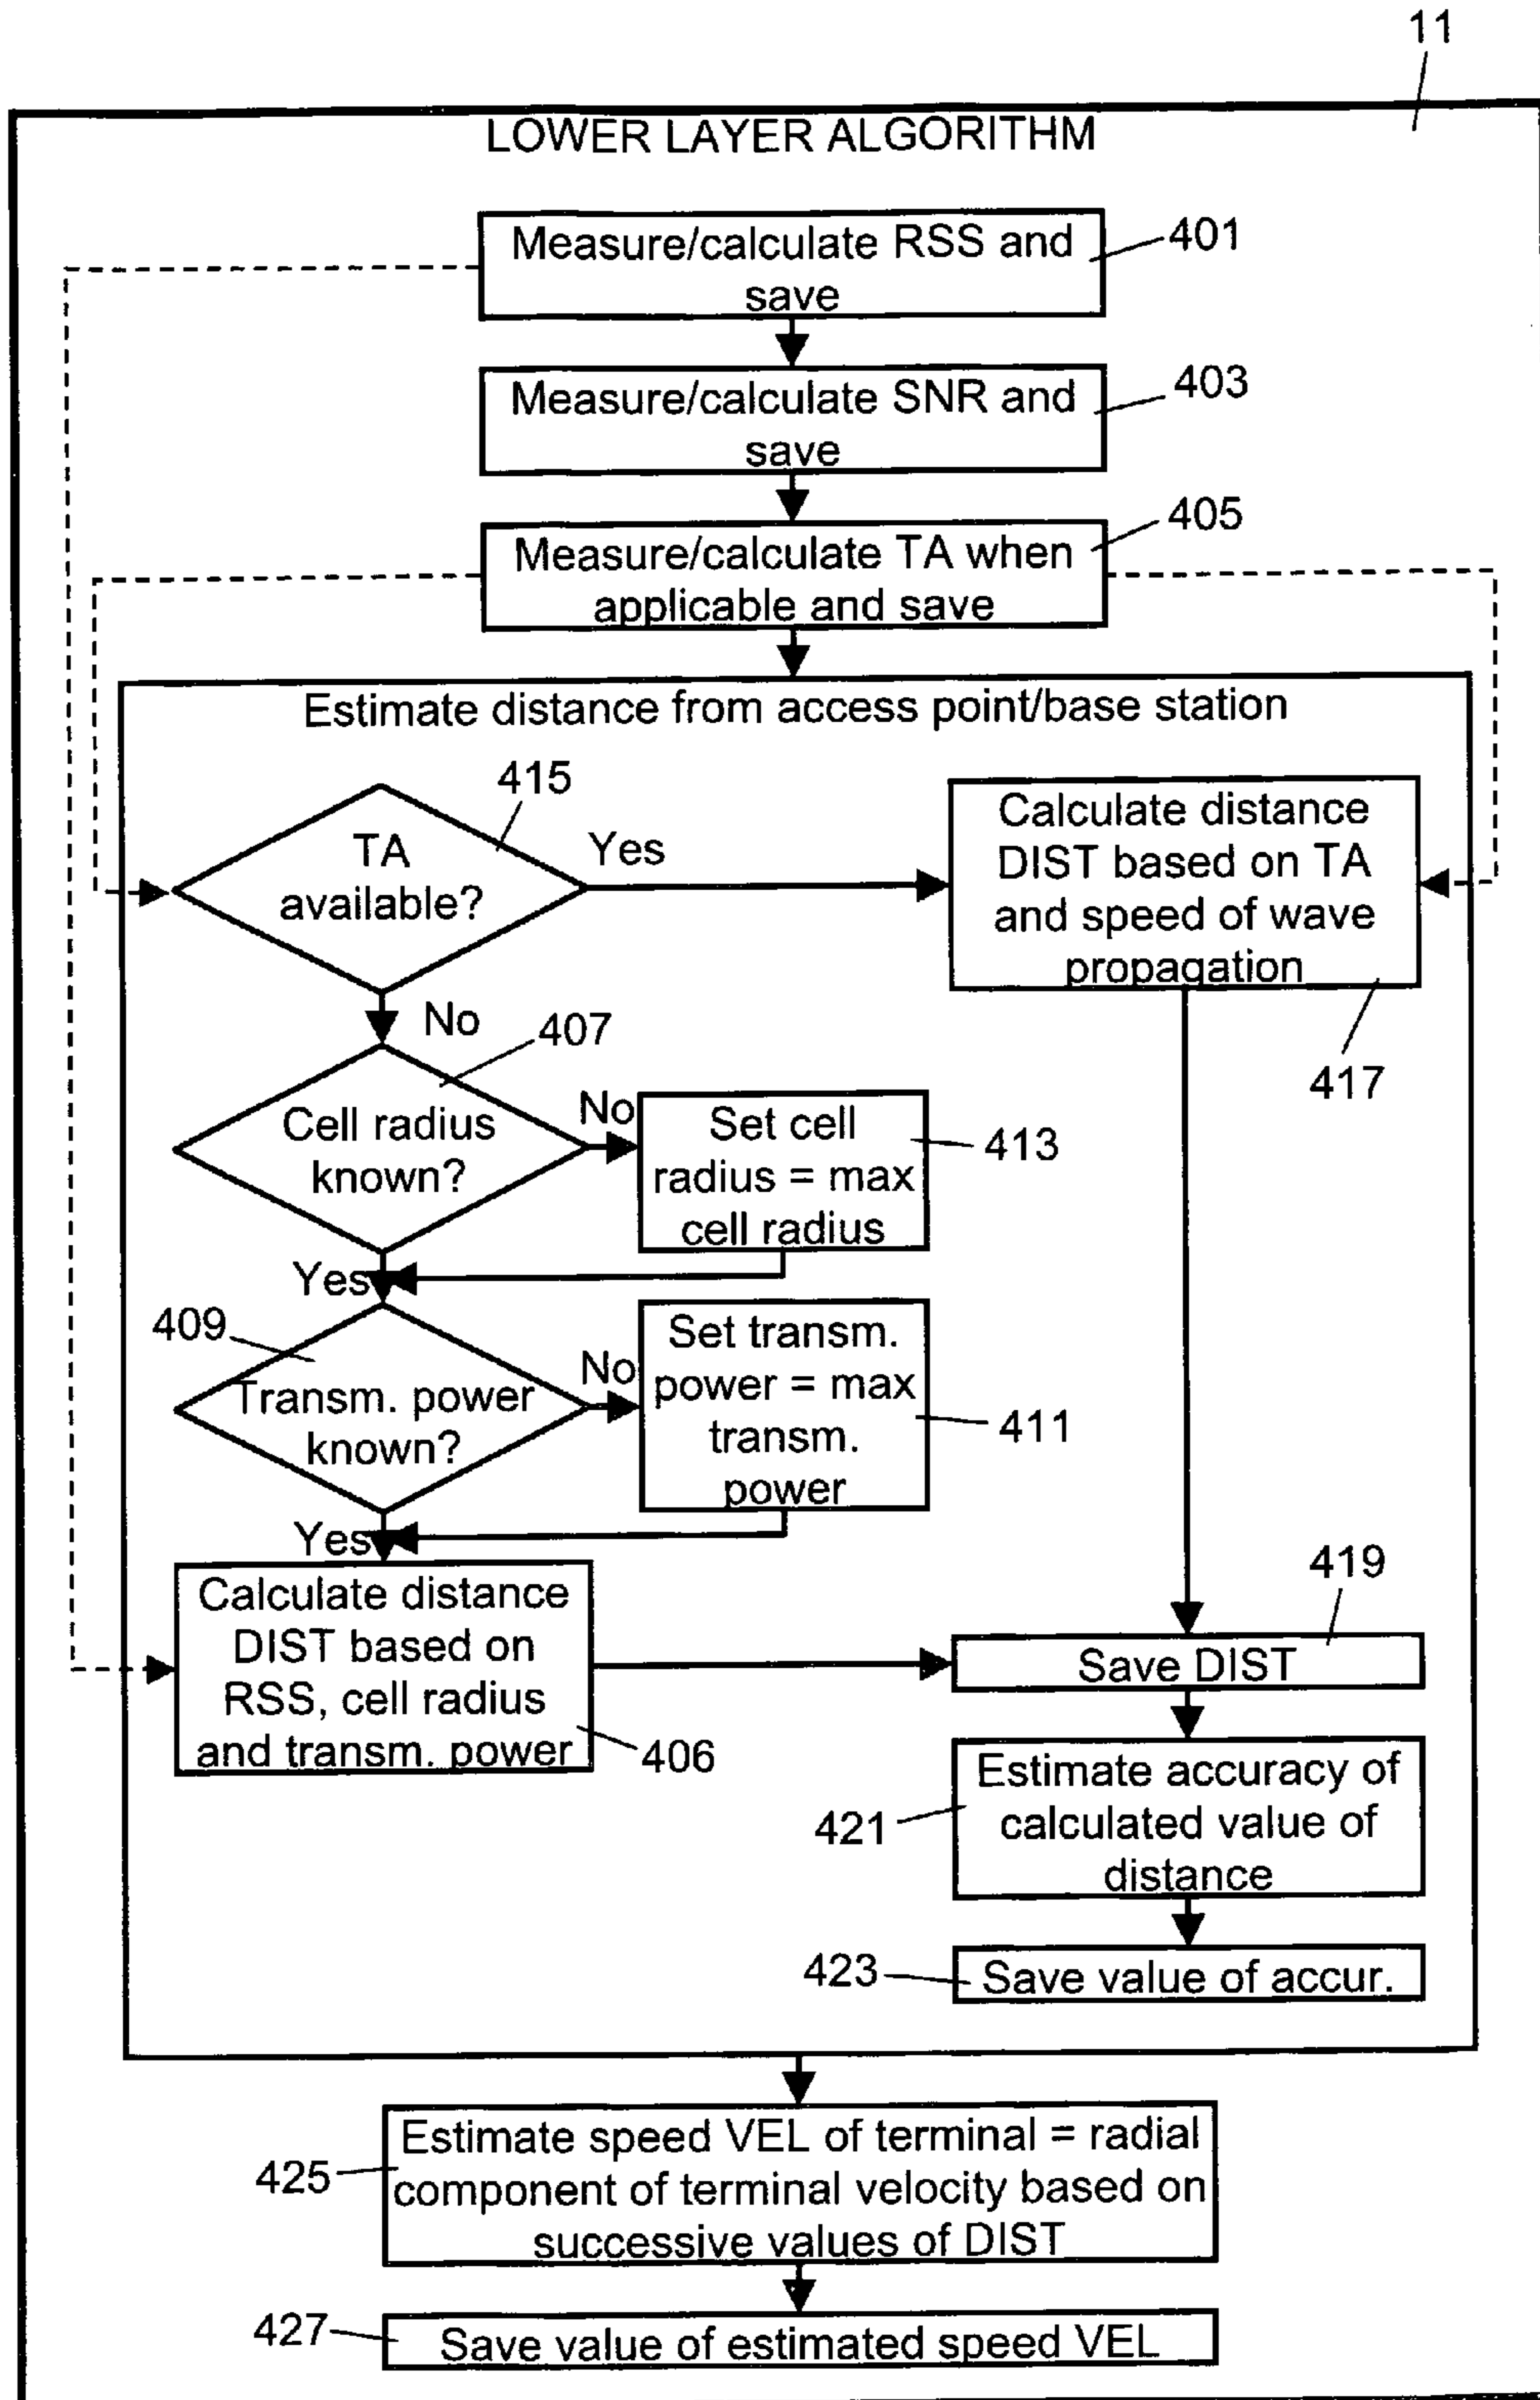 11
LOWER LAYER ALGORITHM
Measure/calculate RSS and
save
401
Measure/calculate SNR and
save
403
Measure/calculate TA when
applicable and save
405
Estimate distance from access point/base station
415
TA
available?
Yes
Calculate distance
DIST based on TA
and speed of wave
propagation
417
No
407
Cell radius
known?
No
Set cell
radius = max
cell radius
413
Yes
409
Transm. power
known?
No
Set transm.
power = max
transm.
power
411
Yes
Calculate distance
DIST based on
RSS, cell radius
and transm. power
406
419
Save DIST
Estimate accuracy of
calculated value of
distance
421
423
Save value of accur.
Estimate speed VEL of terminal = radial
component of terminal velocity based on
successive values of DIST
425
427
Save value of estimated speed VEL